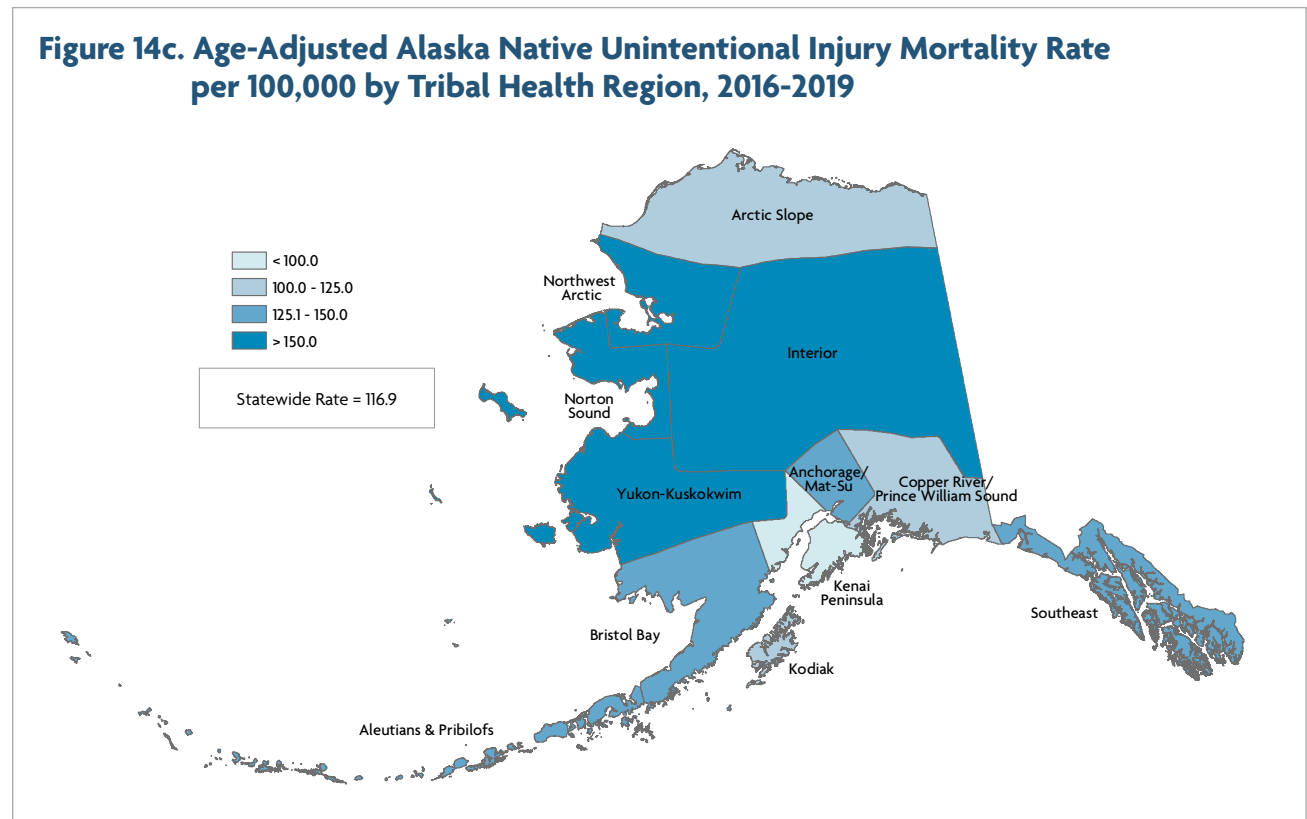 Figure 14c. Age-Adjusted Alaska Native Unintentional Injury Mortality Rate
per 100,000 by Tribal Health Region, 2016-2019
Arctic Slope
< 100.0
100.0 - 125.0
125.1 - 150.0
> 150.0
Statewide Rate = 116.9
Northwest
Arctic
Interior
Norton
Sound
Yukon-Kuskokwim
Anchorage/
Mat-Su
Copper River/
Prince William Sound
Kenai
Peninsula
Southeast
Bristol Bay
Kodiak
Aleutians & Pribilofs